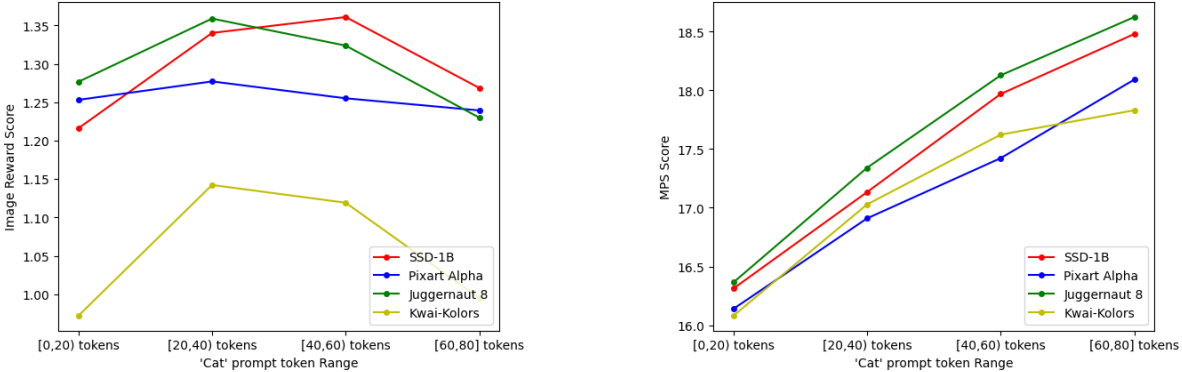 1.35
1.30
1.25
1.20
1.15
1.10
1.05
1.00
Image Reward Score
[0,20) tokens
[20,40) tokens
[40,60) tokens
[60,80] tokens
'Cat' prompt token Range
SSD-1B
Pixart Alpha
Juggernaut 8
Kwai-Kolors
18.5
18.0
17.5
17.0
16.5
16.0
MPS Score
[0,20) tokens
[20,40) tokens
[40,60) tokens
[60,80] tokens
'Cat' prompt token Range
SSD-1B
Pixart Alpha
Juggernaut 8
Kwai-Kolors